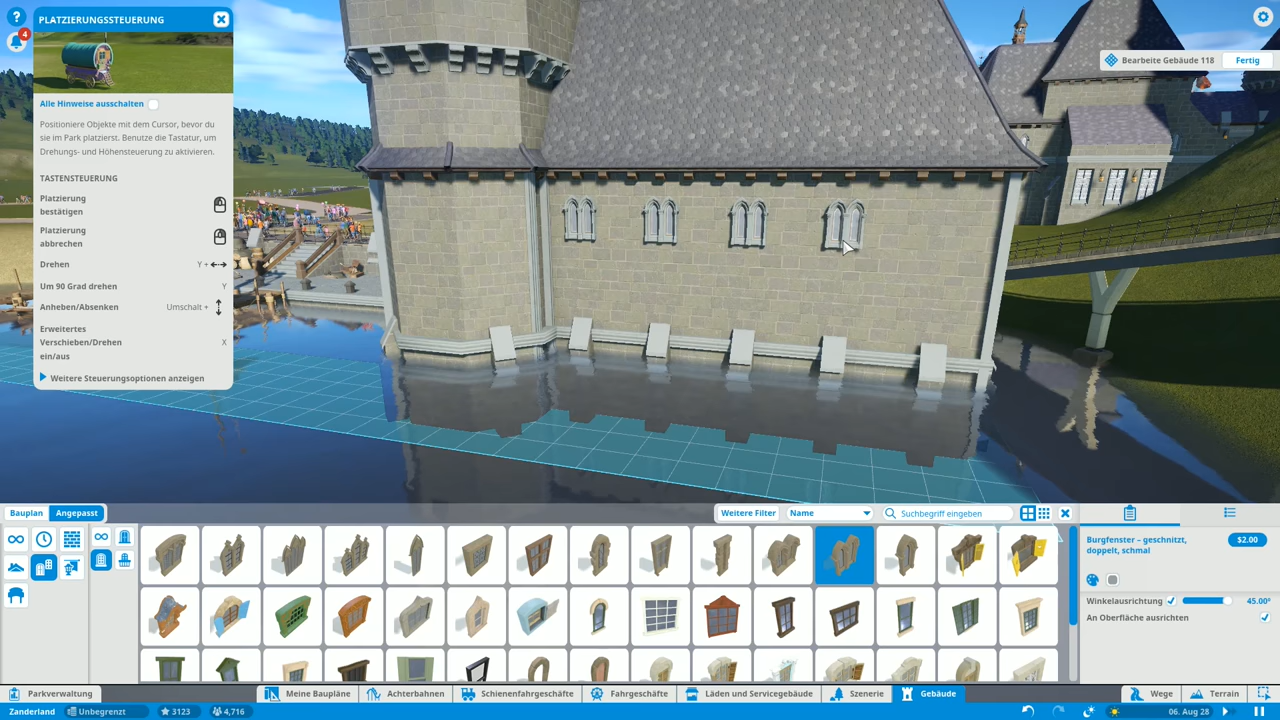 ?
4
PLATZIERUNGSSTEUERUNG
Alle Hinweise ausschalten
Positioniere Objekte mit dem Cursor, bevor du
sie im Park platzierst. Benutze die Tastatur, um
Drehungs- und Höhensteuerung zu aktivieren.
TASTENSTEUERUNG
Platzierung
bestätigen
Platzierung
abbrechen
Drehen Y +
Um 90 Grad drehen Y
Anheben/Absenken Umschalt +
Erweitertes
Verschieben/Drehen X
ein/aus
Weitere Steuerungsoptionen anzeigen
Bearbeite Gebäude 118 Fertig
Bauplan Angepasst
Weitere Filter Name Suchbegriff eingeben
Burgfenster – geschnitzt, $2.00
doppelt, schmal
Winkelausrichtung 45.00°
An Oberfläche ausrichten
Parkverwaltung Meine Baupläne Achterbahnen Schienenfahrgeschäfte Fahrgeschäfte Läden und Servicegebäude Szenerie Gebäude Wege Terrain
Zanderland Unbegrenzt 3123 4,716 06. Aug 28